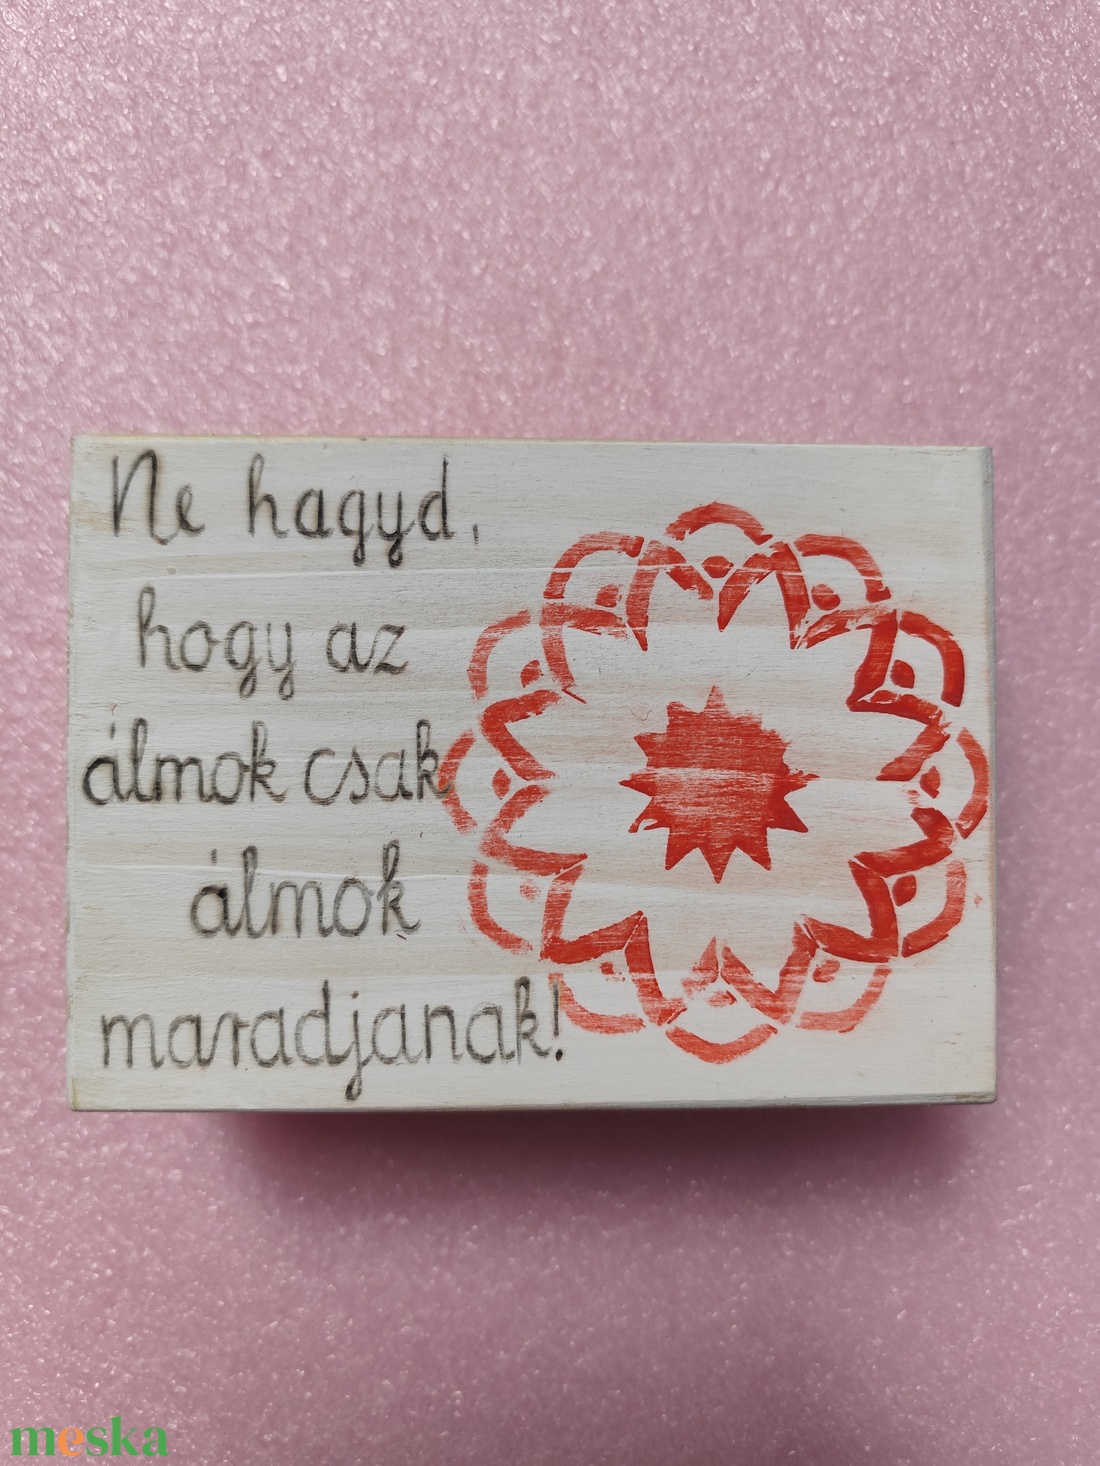 Ne hagyd,
hogy az
álmok csak
álmok
maradjanak!
meska